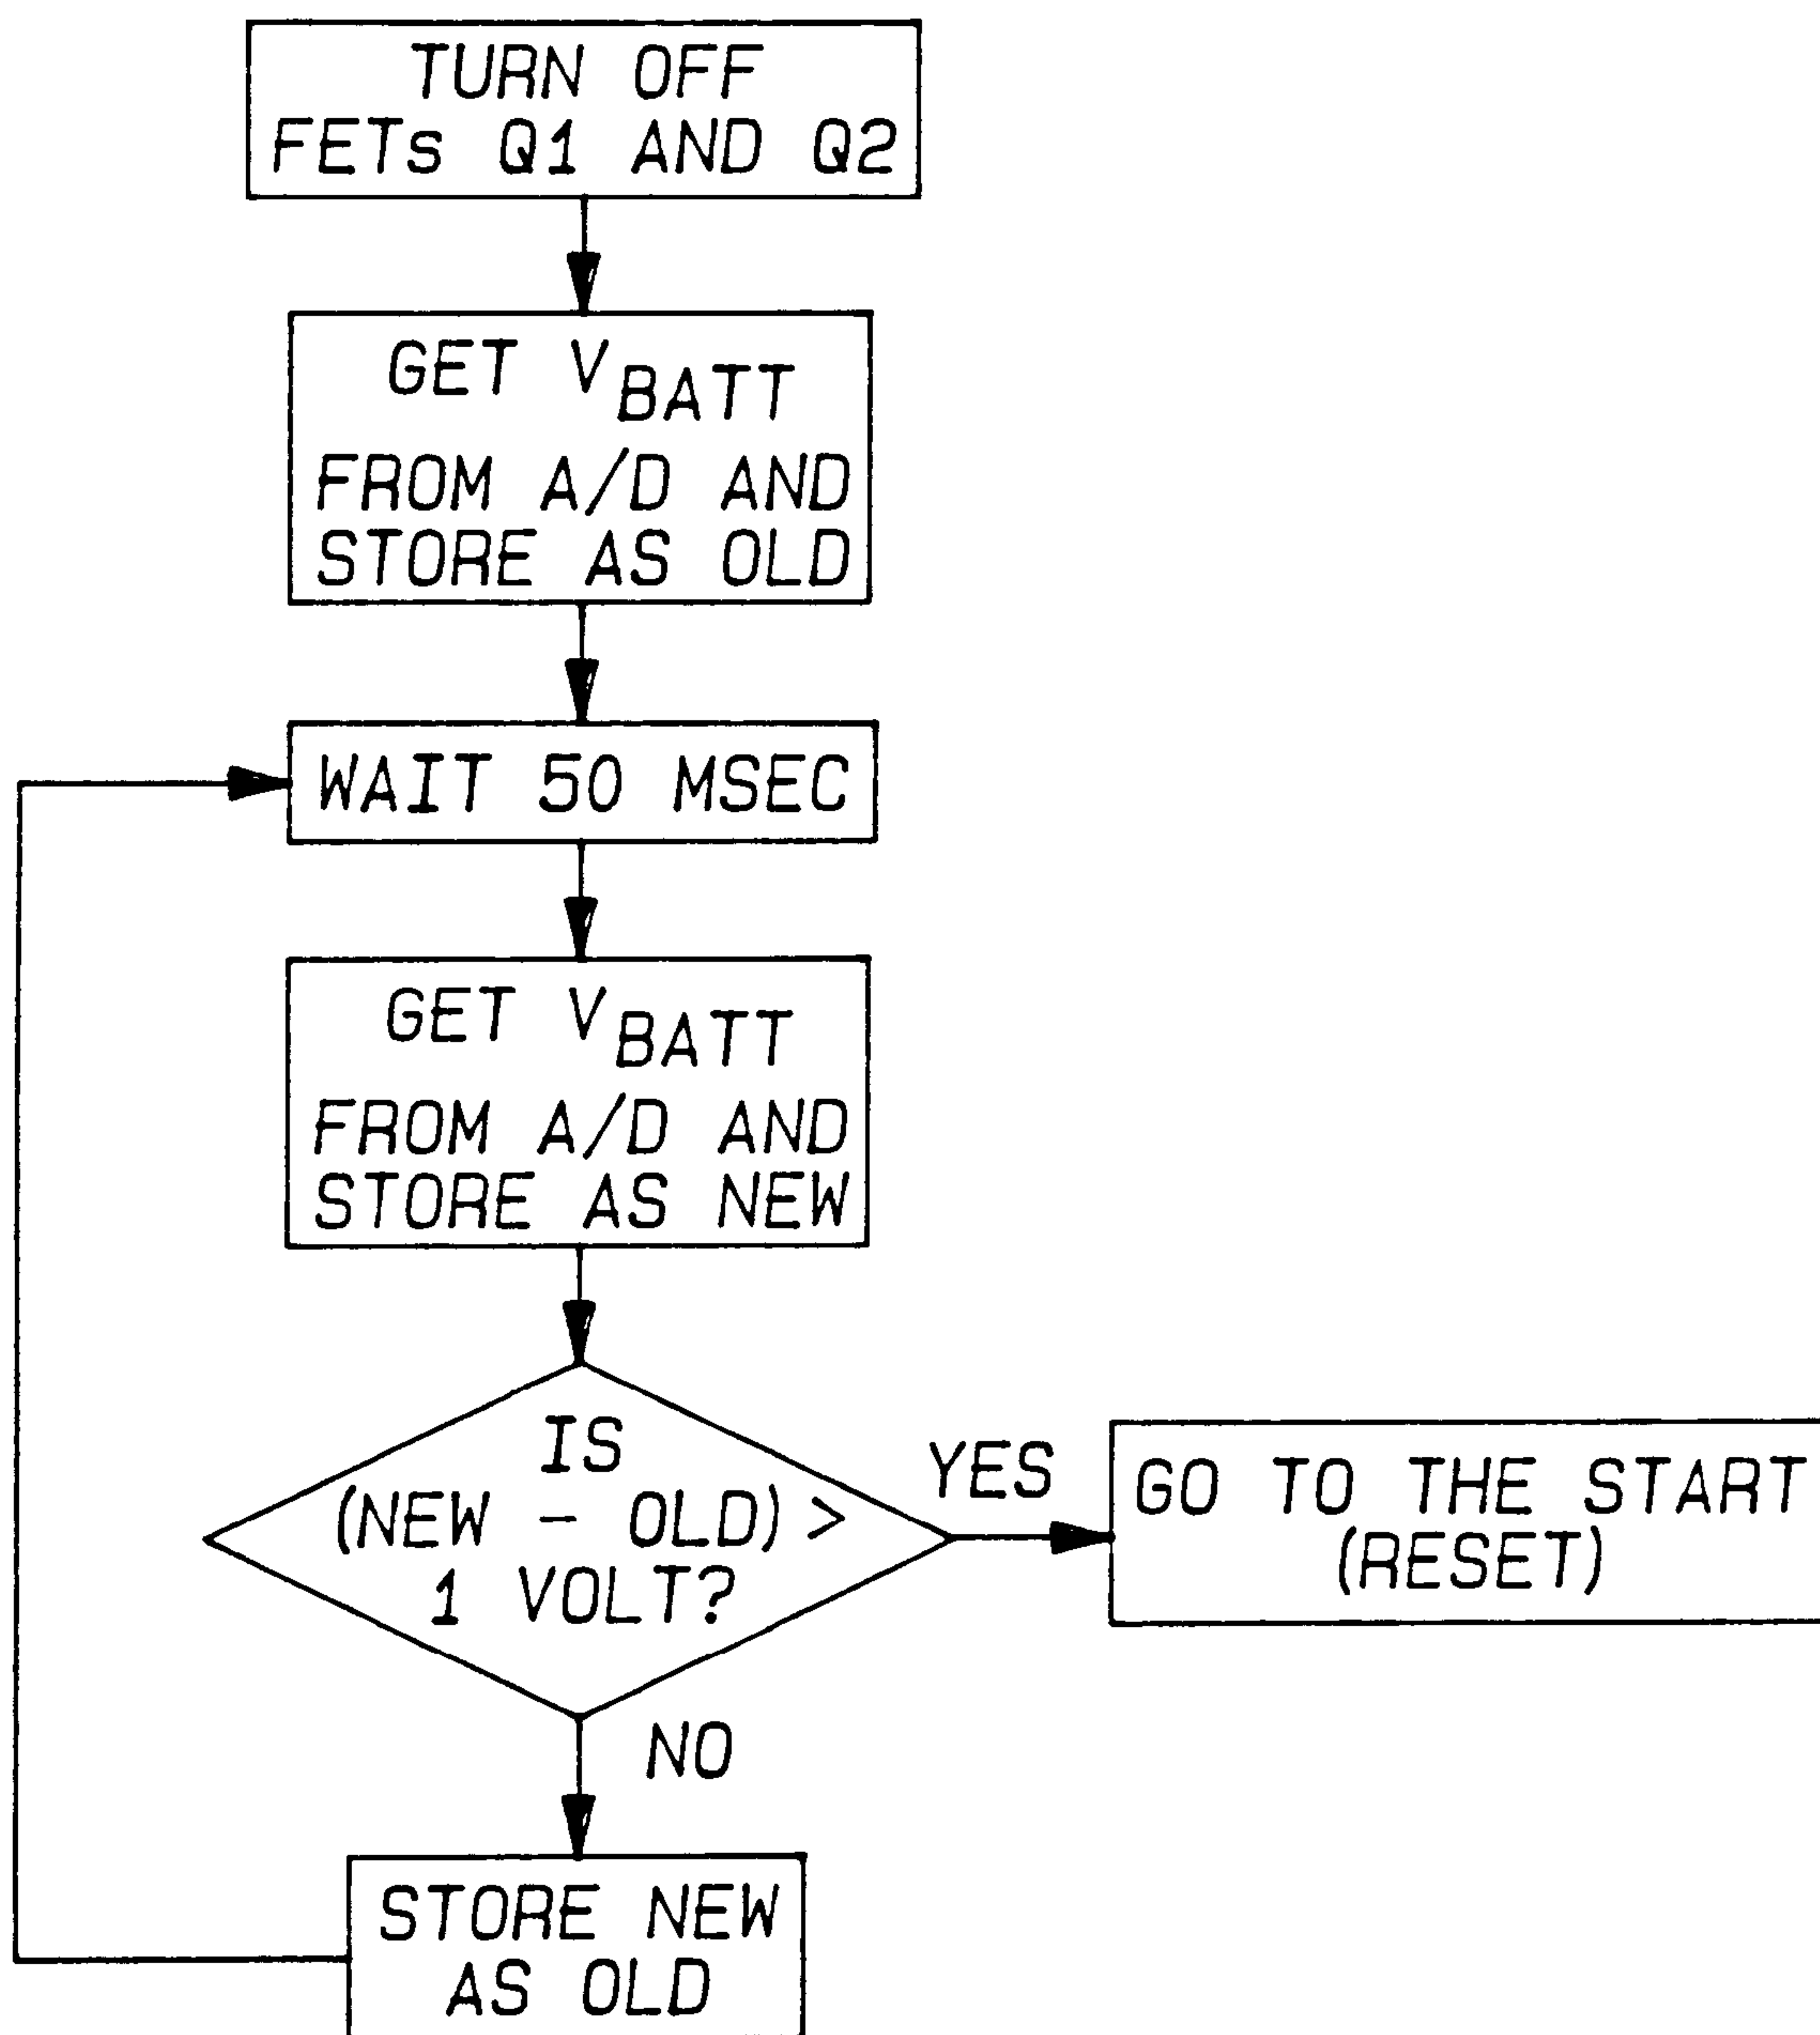 TURN OFF
FETs Q1 AND Q2
GET VBATT
FROM A/D AND
STORE AS OLD
WAIT 50 MSEC
GET VBATT
FROM A/D AND
STORE AS NEW
IS
(NEW - OLD) >
1 VOLT?
YES
GO TO THE START
(RESET)
NO
STORE NEW
AS OLD